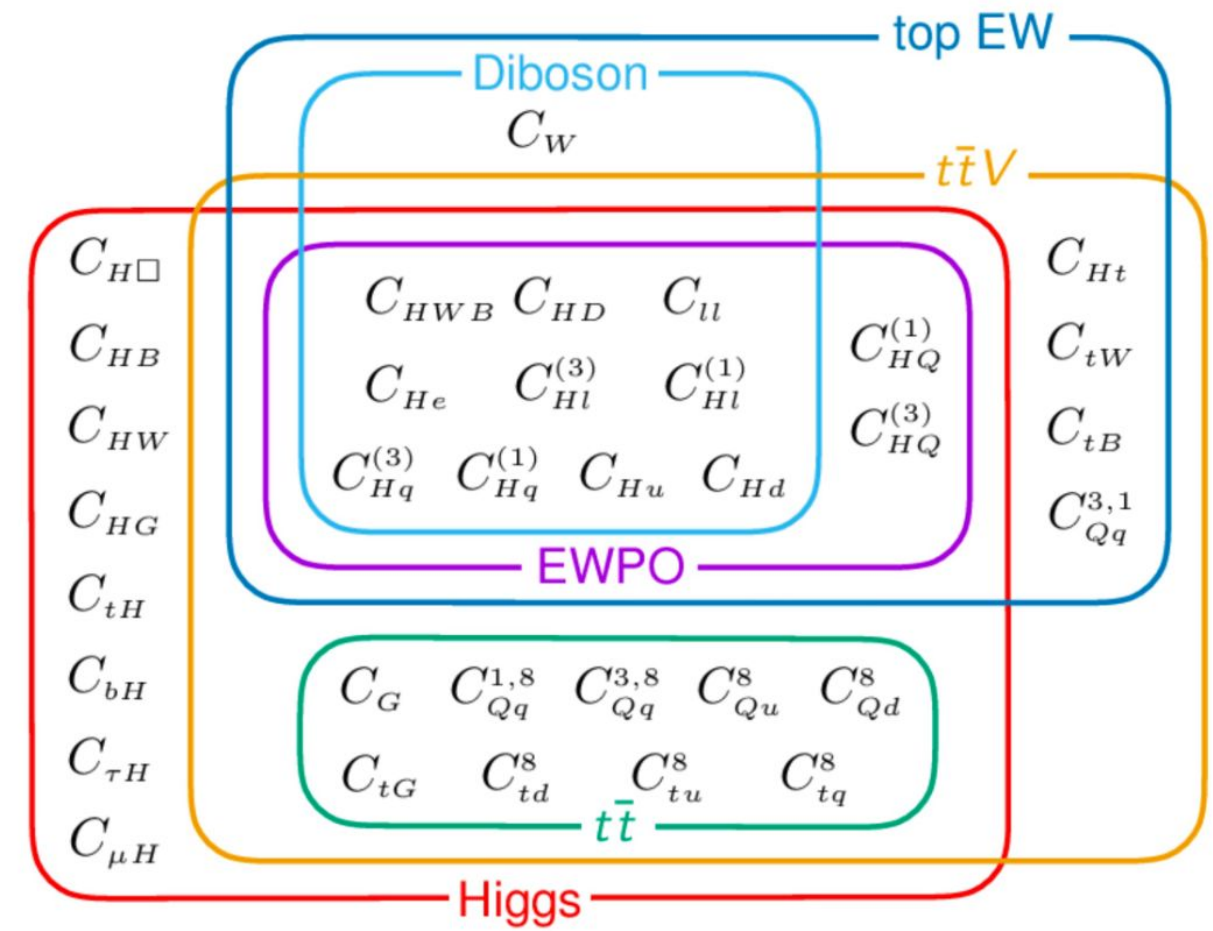 top EW
Diboson
C_W
tt̄V
C_{H□}
C_{HB}
C_{HW}
C_{HG}
C_{tH}
C_{bH}
C_{τH}
C_{μH}
C_{HWB} C_{HD} C_{ll}
C_{He} C_{Hl}^{(3)} C_{Hl}^{(1)}
C_{Hq}^{(3)} C_{Hq}^{(1)} C_{Hu} C_{Hd}
C_{HQ}^{(1)}
C_{HQ}^{(3)}
C_{Ht}
C_{tW}
C_{tB}
C_{Qq}^{3,1}
EWPO
C_G C_{Qq}^{1,8} C_{Qq}^{3,8} C_{Qu}^{8} C_{Qd}^{8}
C_{tG} C_{td}^{8} C_{tu}^{8} C_{tq}^{8}
tt̄
Higgs